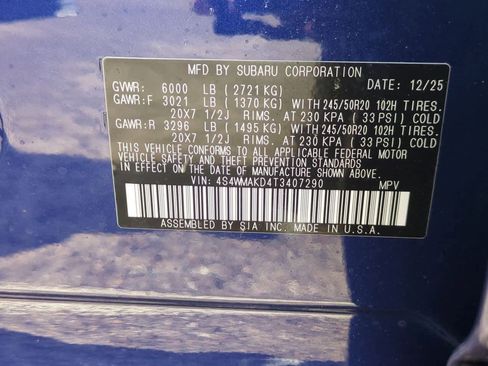 MFD BY SUBARU CORPORATION
GVWR: 6000 LB ( 2721 KG) DATE: 12/25
GAWR:F 3021 LB ( 1370 KG) WITH 245/50R20 102H TIRES.
20X7 1/2J RIMS. AT 230 KPA ( 33 PSI) COLD
GAWR:R 3296 LB ( 1495 KG) WITH 245/50R20 102H TIRES.
20X7 1/2J RIMS. AT 230 KPA ( 33 PSI) COLD
THIS VEHICLE CONFORMS TO ALL APPLICABLE FEDERAL MOTOR
VEHICLE SAFETY AND THEFT PREVENTION STANDARDS IN EFFECT
ON THE DATE OF MANUFACTURE SHOWN ABOVE.
VIN: 4S4WMAKD4T3407290 MPV
ASSEMBLED BY SIA INC. MADE IN U.S.A.